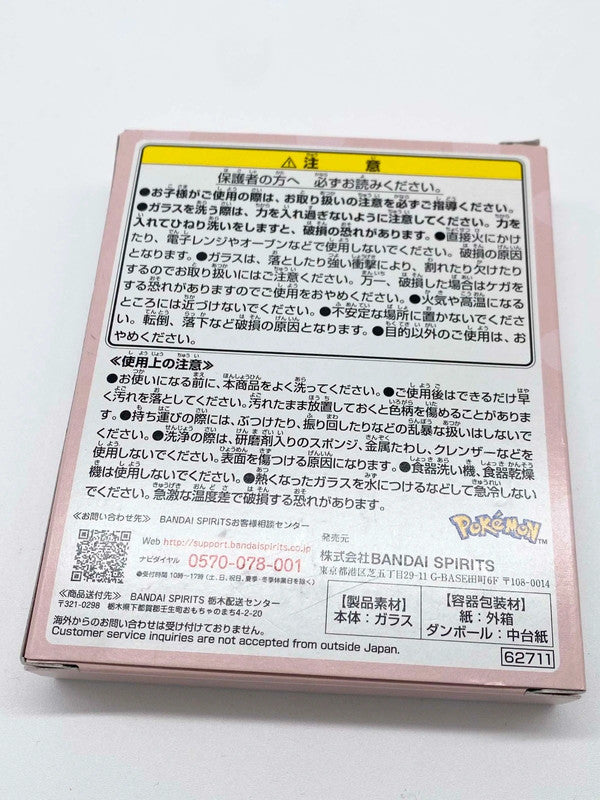 ⚠注 意
保護者の方へ 必ずお読みください。
●お子様がご使用の際は、お取り扱いの注意を必ずご指導ください。
●ガラスを洗う際は、力を入れ過ぎないように注意してください。力を
入れてひねり洗いをしますと、破損の恐れがあります。●直接火にかけ
たり、電子レンジやオーブンなどで使用しないでください。破損の原因
となります。●ガラスは、落としたり強い衝撃により、割れたり欠けたり
するのでお取り扱いにはご注意ください。万一、破損した場合はケガを
する恐れがありますのでご使用をおやめください。●火気や高温になる
ところには近づけないでください。●不安定な場所に置かないでくださ
い。転倒、落下など破損の原因となります。●目的以外のご使用は、お
やめください。
≪使用上の注意≫
●お使いになる前に、本商品をよく洗ってください。●ご使用後はできるだけ早
く汚れを落としてください。汚れたまま放置しておくと色柄を傷めることがありま
す。●持ち運びの際には、ぶつけたり、振り回したりなどの乱暴な扱いはしないで
ください。●洗浄の際は、研磨剤入りのスポンジ、金属たわし、クレンザーなどを
使用しないでください。表面を傷つける原因になります。●食器洗い機、食器乾燥
機は使用しないでください。●熱くなったガラスを水につけるなどして急冷しない
でください。急激な温度差で破損する恐れがあります。
≪お問い合わせ先≫ BANDAI SPIRITSお客様相談センター
Web http://support.bandaispirits.co.jp
ナビダイヤル 0570-078-001
●受付時間 10時～17時(土、日、祝日、夏季・冬季休業日を除く)
POKéMON
発売元
株式会社BANDAI SPIRITS
東京都港区芝五丁目29-11 G-BASE田町6F 〒108-0014
≪商品送付先≫ BANDAI SPIRITS 栃木配送センター
〒321-0298 栃木県下都賀郡壬生町おもちゃのまち4-2-20
海外からのお問い合わせは受け付けておりません。
Customer service inquiries are not accepted from outside Japan.
【製品素材】
本体：ガラス
【容器包装材】
紙：外箱
ダンボール：中台紙
62711